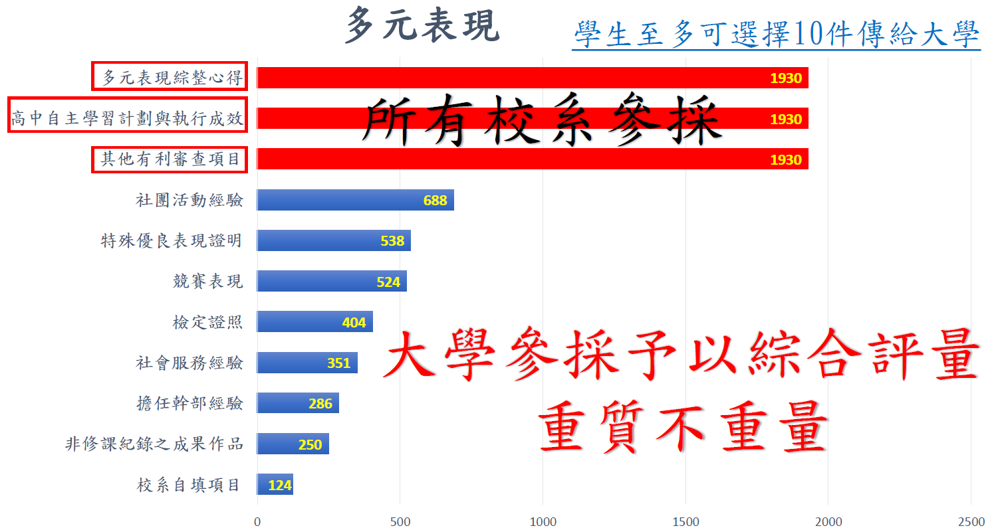 多元表現
學生至多可選擇10件傳給大學
多元表現綜整心得 1930
高中自主學習計劃與執行成效 1930
所有校系參採
其他有利審查項目 1930
社團活動經驗 688
特殊優良表現證明 538
競賽表現 524
檢定證照 404
社會服務經驗 351
大學參採予以綜合評量
重質不重量
擔任幹部經驗 286
非修課紀錄之成果作品 250
校系自填項目 124
0 500 1000 1500 2000 2500